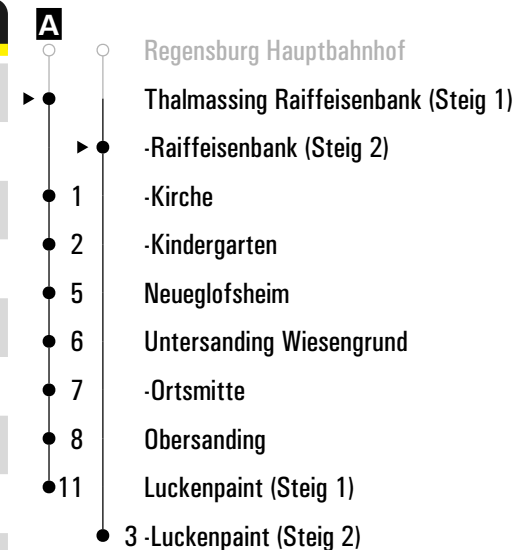 A
Regensburg Hauptbahnhof
Thalmassing Raiffeisenbank (Steig 1)
-Raiffeisenbank (Steig 2)
1 -Kirche
2 -Kindergarten
5 Neueglofsheim
6 Untersanding Wiesengrund
7 -Ortsmitte
8 Obersanding
11 Luckenpaint (Steig 1)
3 -Luckenpaint (Steig 2)